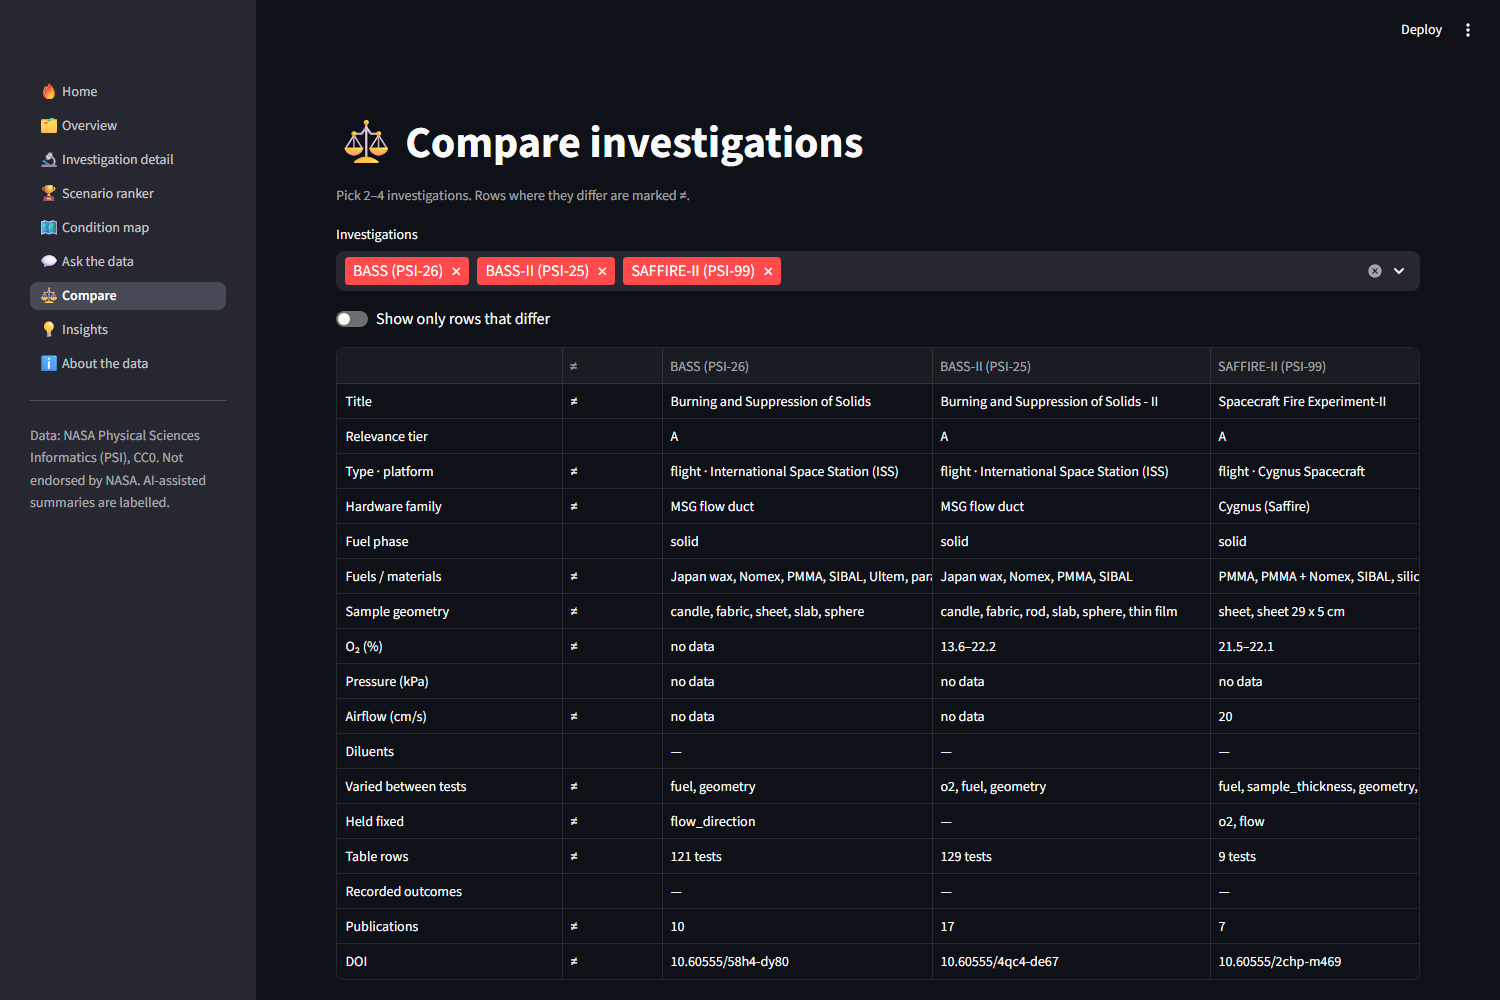 Deploy
Home
Overview
Investigation detail
Scenario ranker
Condition map
Ask the data
Compare
Insights
About the data
Data: NASA Physical Sciences
Informatics (PSI), CC0. Not
endorsed by NASA. AI-assisted
summaries are labelled.
Compare investigations
Pick 2–4 investigations. Rows where they differ are marked ≠.
Investigations
BASS (PSI-26) × BASS-II (PSI-25) × SAFFIRE-II (PSI-99) ×
Show only rows that differ
≠ BASS (PSI-26) BASS-II (PSI-25) SAFFIRE-II (PSI-99)
Title ≠ Burning and Suppression of Solids Burning and Suppression of Solids - II Spacecraft Fire Experiment-II
Relevance tier A A A
Type · platform ≠ flight · International Space Station (ISS) flight · International Space Station (ISS) flight · Cygnus Spacecraft
Hardware family ≠ MSG flow duct MSG flow duct Cygnus (Saffire)
Fuel phase solid solid solid
Fuels / materials ≠ Japan wax, Nomex, PMMA, SIBAL, Ultem, para Japan wax, Nomex, PMMA, SIBAL PMMA, PMMA + Nomex, SIBAL, silic
Sample geometry ≠ candle, fabric, sheet, slab, sphere candle, fabric, rod, slab, sphere, thin film sheet, sheet 29 x 5 cm
O₂ (%) ≠ no data 13.6–22.2 21.5–22.1
Pressure (kPa) no data no data no data
Airflow (cm/s) ≠ no data no data 20
Diluents — — —
Varied between tests ≠ fuel, geometry o2, fuel, geometry fuel, sample_thickness, geometry,
Held fixed ≠ flow_direction — o2, flow
Table rows ≠ 121 tests 129 tests 9 tests
Recorded outcomes — — —
Publications ≠ 10 17 7
DOI ≠ 10.60555/58h4-dy80 10.60555/4qc4-de67 10.60555/2chp-m469